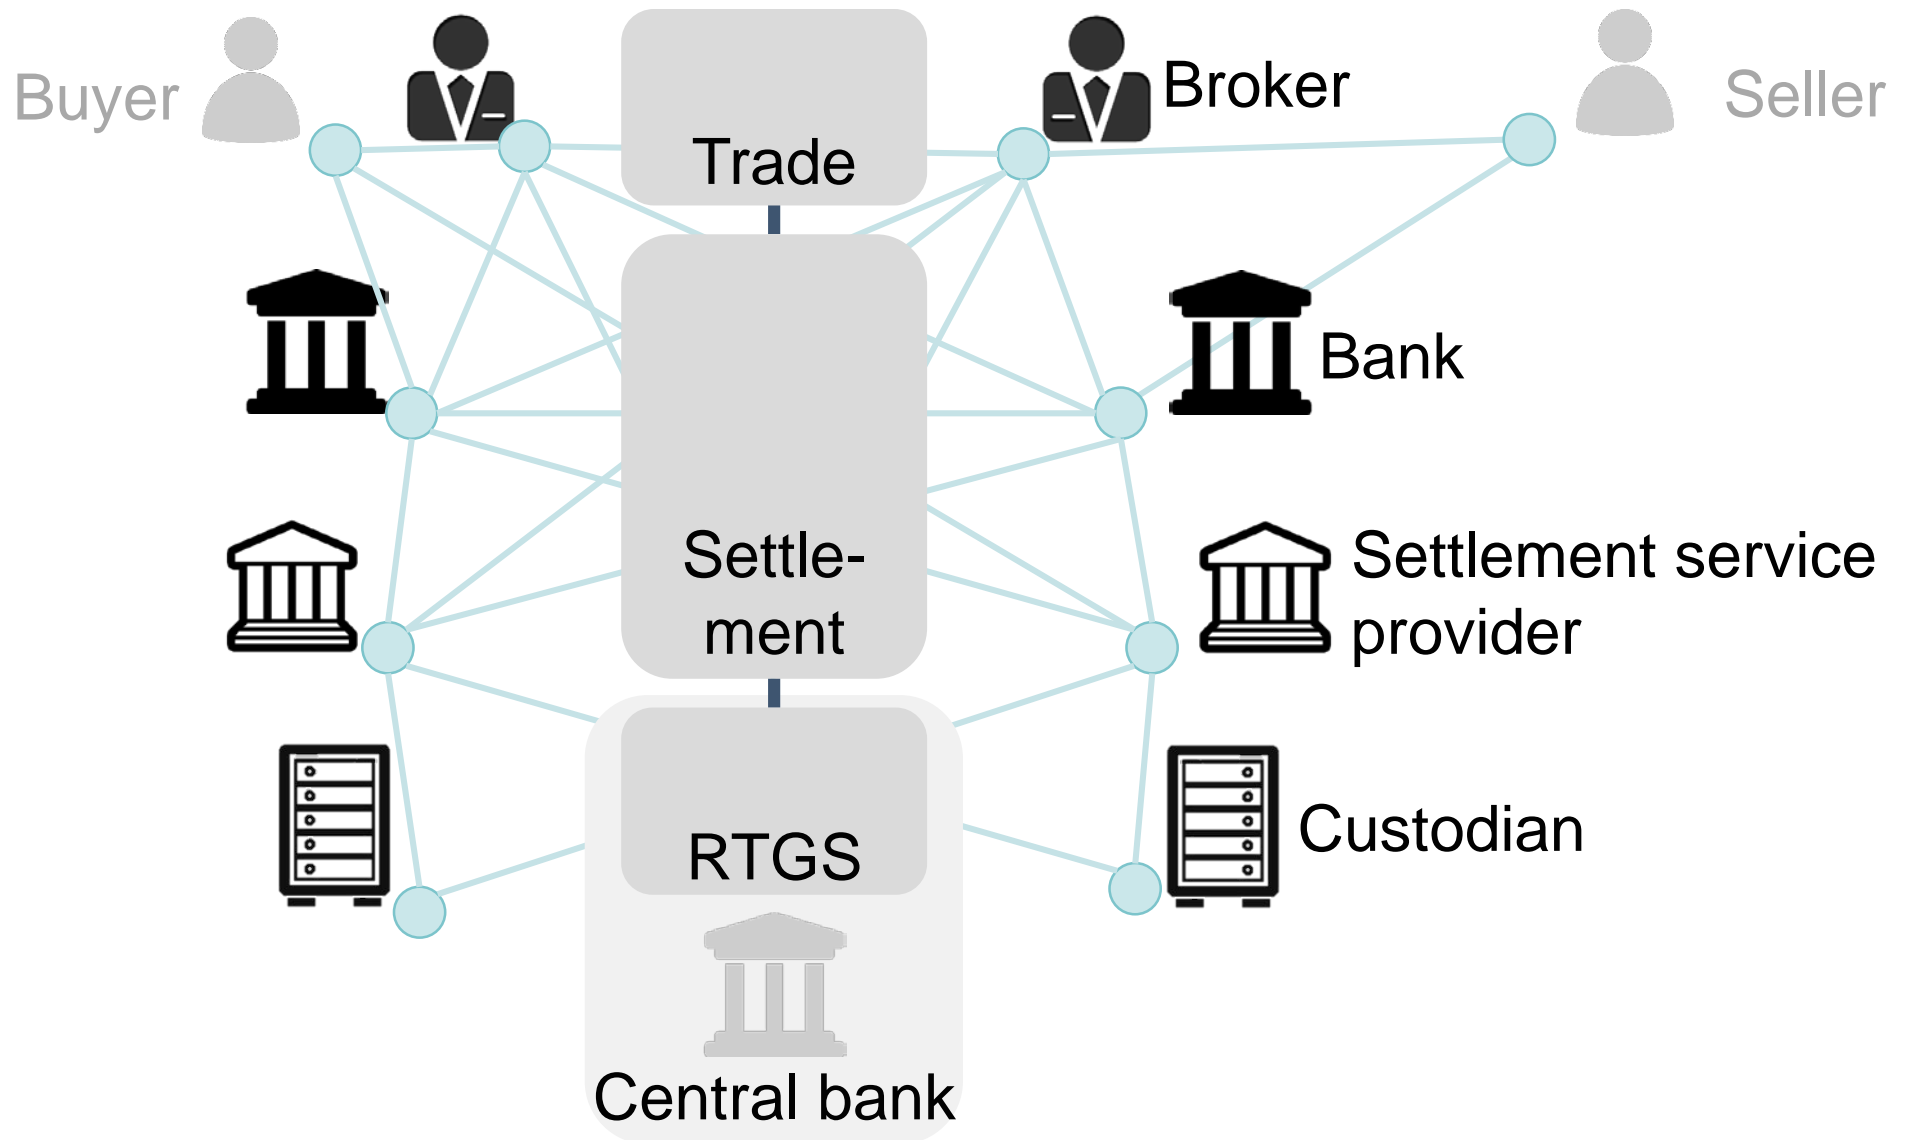 Buyer
Trade
Broker
Seller
Bank
Settle-
ment
Settlement service
provider
RTGS
Custodian
Central bank